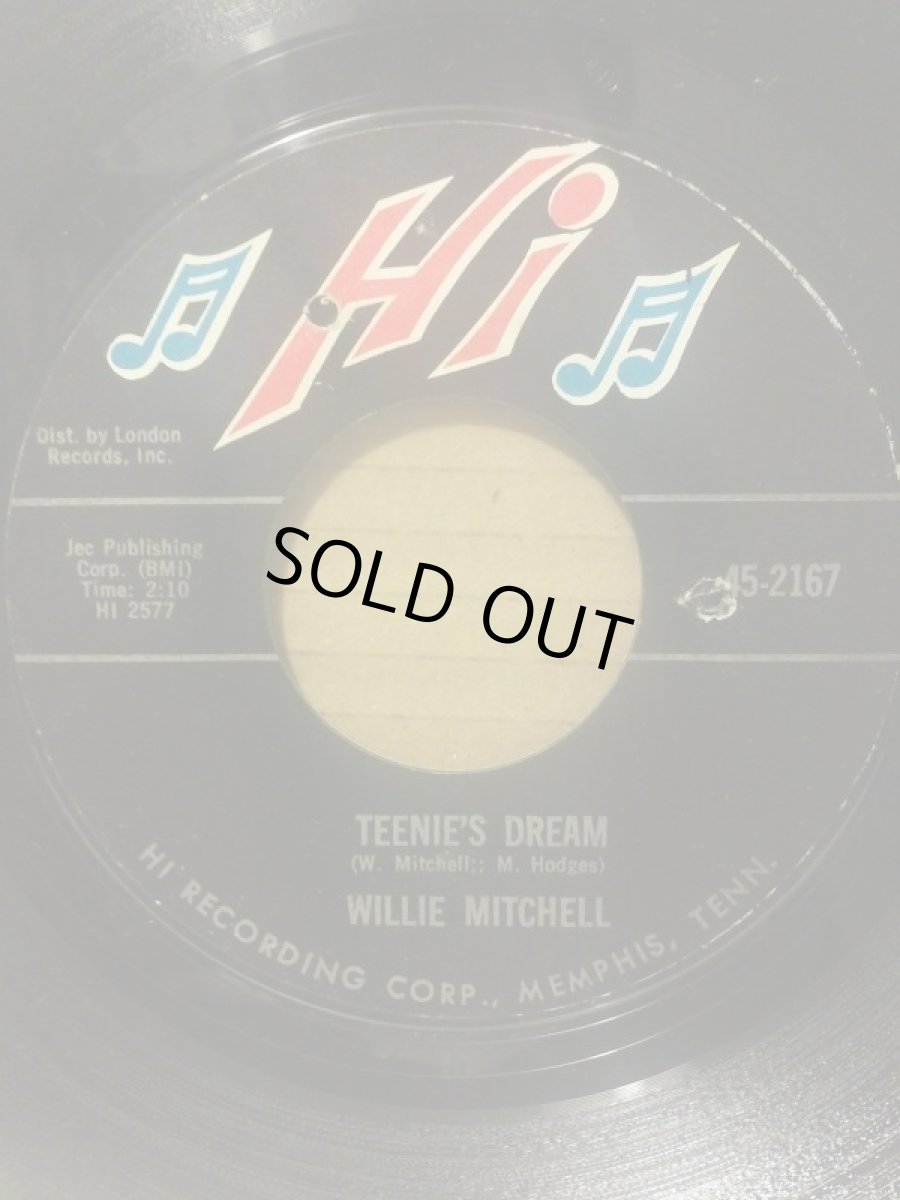 Hi
Dist. by London
Records, Inc.
Jec Publishing
Corp. (BMI)
Time: 2:10
HI 2577
45-2167
SOLD OUT
TEENIE'S DREAM
(W. Mitchell;: M. Hodges)
WILLIE MITCHELL
HI RECORDING CORP., MEMPHIS, TENN.